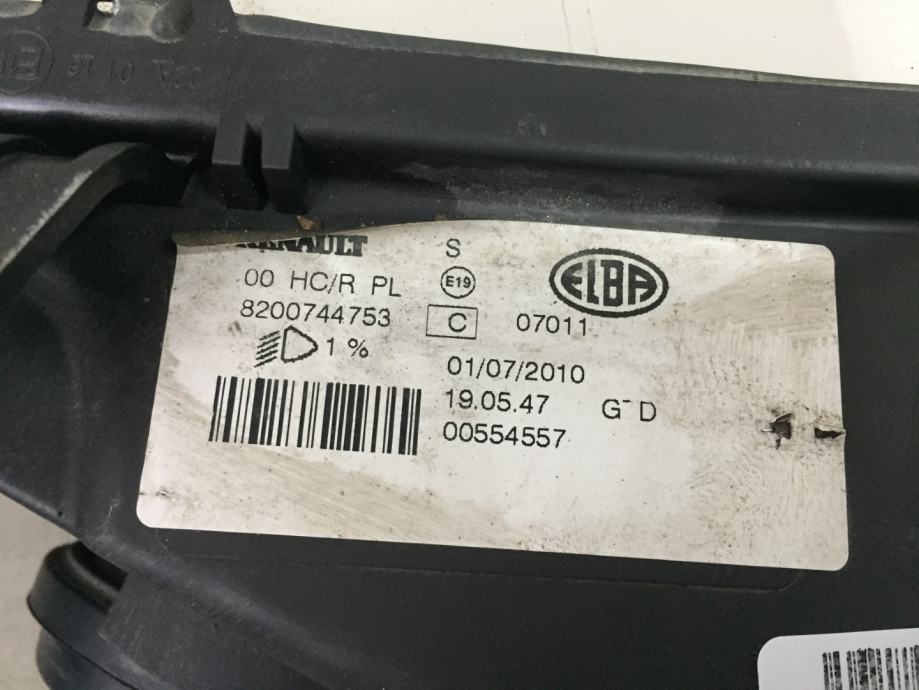 RENAULT
S
00 HC/R PL
E19
ELBA
8200744753
C
07011
1 %
01/07/2010
19.05.47
G⁻ D
00554557